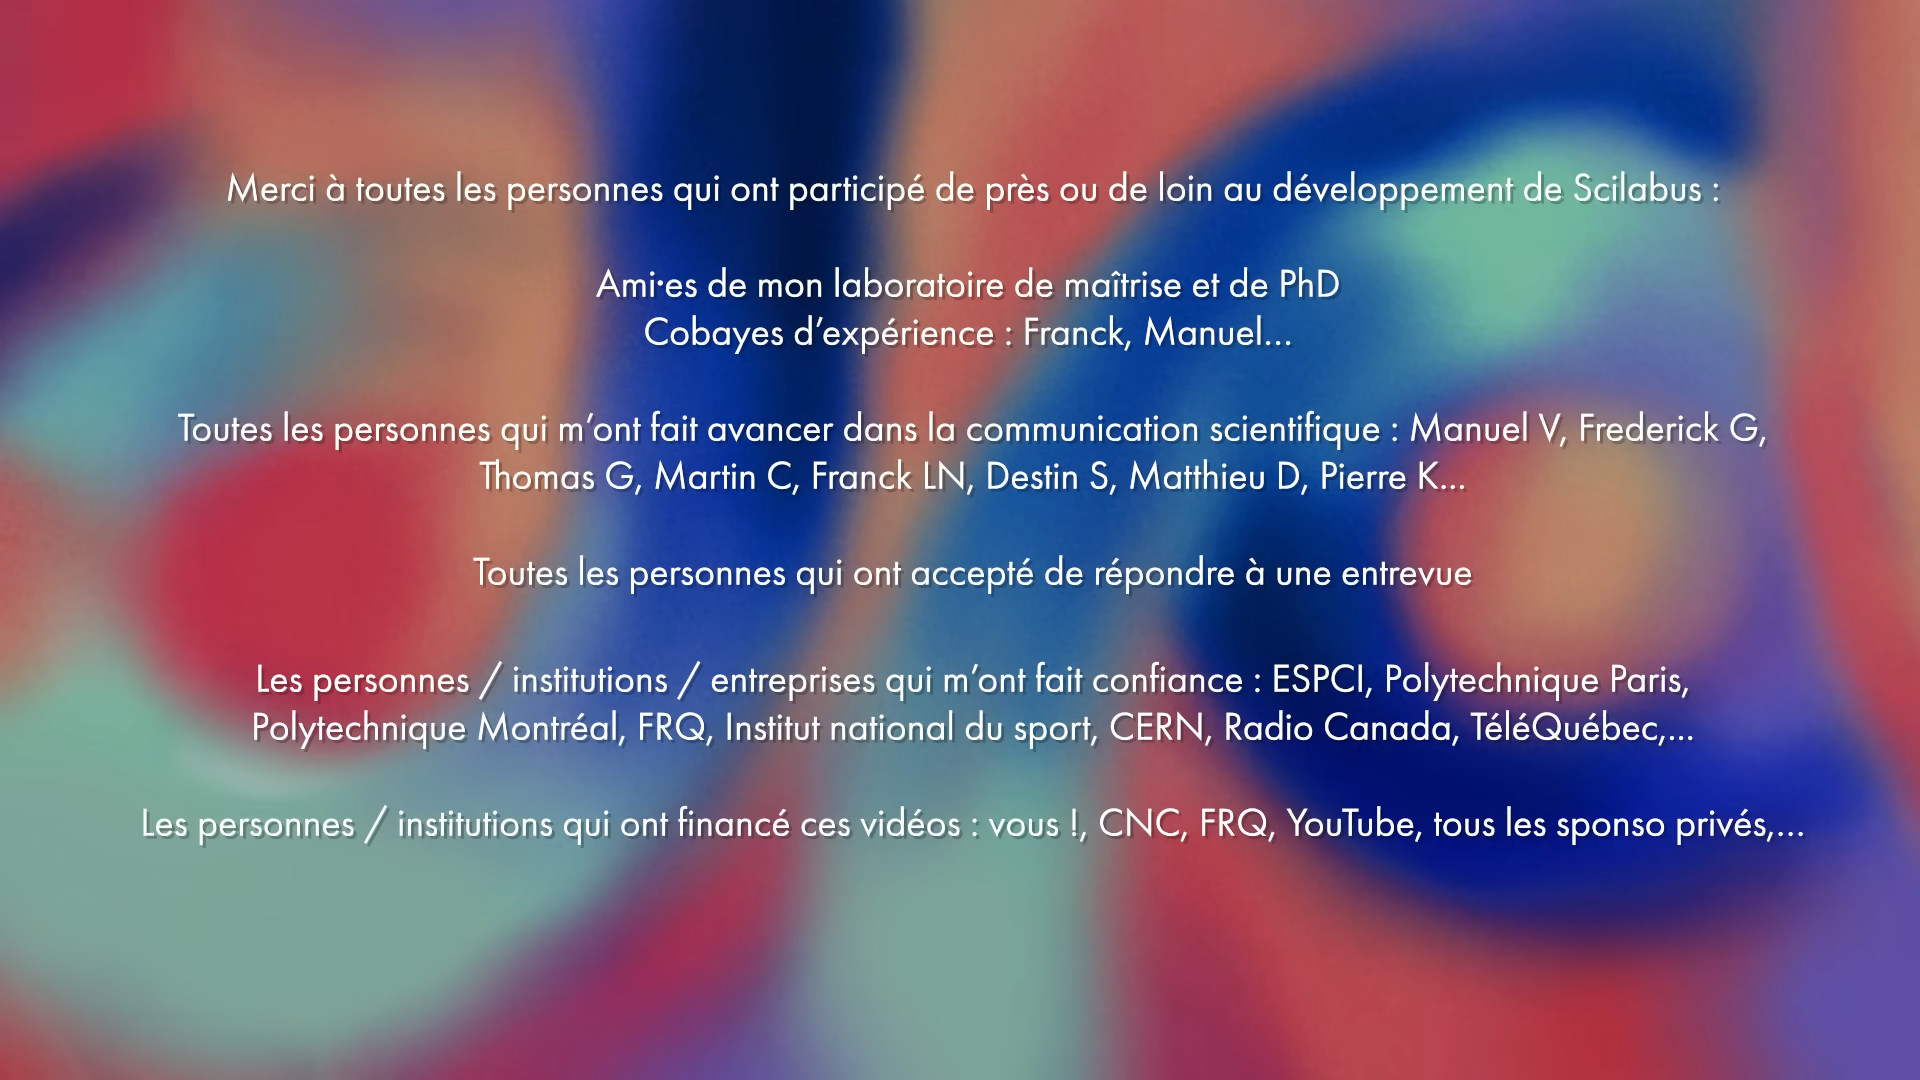 Merci à toutes les personnes qui ont participé de près ou de loin au développement de Scilabus :
Ami·es de mon laboratoire de maîtrise et de PhD
Cobayes d’expérience : Franck, Manuel...
Toutes les personnes qui m’ont fait avancer dans la communication scientifique : Manuel V, Frederick G,
Thomas G, Martin C, Franck LN, Destin S, Matthieu D, Pierre K...
Toutes les personnes qui ont accepté de répondre à une entrevue
Les personnes / institutions / entreprises qui m’ont fait confiance : ESPCI, Polytechnique Paris,
Polytechnique Montréal, FRQ, Institut national du sport, CERN, Radio Canada, TéléQuébec,...
Les personnes / institutions qui ont financé ces vidéos : vous !, CNC, FRQ, YouTube, tous les sponso privés,...